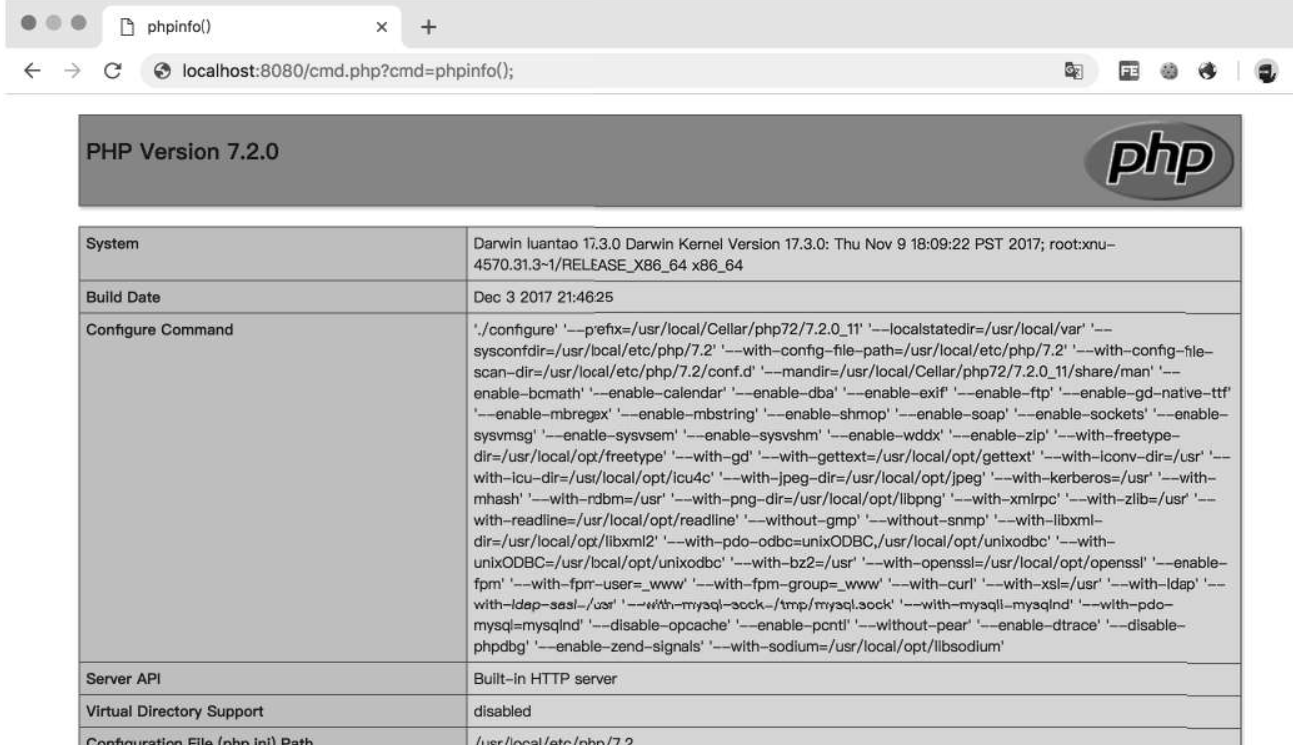 phpinfo()
localhost:8080/cmd.php?cmd=phpinfo();
FE
PHP Version 7.2.0
php
System
Darwin luantao 17.3.0 Darwin Kernel Version 17.3.0: Thu Nov 9 18:09:22 PST 2017; root:xnu-
4570.31.3~1/RELEASE_X86_64 x86_64
Build Date
Dec 3 2017 21:46:25
Configure Command
'./configure' '--prefix=/usr/local/Cellar/php72/7.2.0_11' '--localstatedir=/usr/local/var' '--
sysconfdir=/usr/local/etc/php/7.2' '--with-config-file-path=/usr/local/etc/php/7.2' '--with-config-file-
scan-dir=/usr/local/etc/php/7.2/conf.d' '--mandir=/usr/local/Cellar/php72/7.2.0_11/share/man' '--
enable-bcmath' '--enable-calendar' '--enable-dba' '--enable-exif' '--enable-ftp' '--enable-gd-native-ttf'
'--enable-mbregex' '--enable-mbstring' '--enable-shmop' '--enable-soap' '--enable-sockets' '--enable-
sysvmsg' '--enable-sysvsem' '--enable-sysvshm' '--enable-wddx' '--enable-zip' '--with-freetype-
dir=/usr/local/opt/freetype' '--with-gd' '--with-gettext=/usr/local/opt/gettext' '--with-iconv-dir=/usr' '--
with-icu-dir=/usr/local/opt/icu4c' '--with-jpeg-dir=/usr/local/opt/jpeg' '--with-kerberos=/usr' '--with-
mhash' '--with-ndbm=/usr' '--with-png-dir=/usr/local/opt/libpng' '--with-xmlrpc' '--with-zlib=/usr' '--
with-readline=/usr/local/opt/readline' '--without-gmp' '--without-snmp' '--with-libxml-
dir=/usr/local/opt/libxml2' '--with-pdo-odbc=unixODBC,/usr/local/opt/unixodbc' '--with-
unixODBC=/usr/local/opt/unixodbc' '--with-bz2=/usr' '--with-openssl=/usr/local/opt/openssl' '--enable-
fpm' '--with-fpm-user=_www' '--with-fpm-group=_www' '--with-curl' '--with-xsl=/usr' '--with-ldap' '--
with-ldap-sasl=/usr' '--with-mysql-sock=/tmp/mysql.sock' '--with-mysqli=mysqlnd' '--with-pdo-
mysql=mysqlnd' '--disable-opcache' '--enable-pcntl' '--without-pear' '--enable-dtrace' '--disable-
phpdbg' '--enable-zend-signals' '--with-sodium=/usr/local/opt/libsodium'
Server API
Built-in HTTP server
Virtual Directory Support
disabled
Configuration File (php.ini) Path
/usr/local/etc/php/7.2